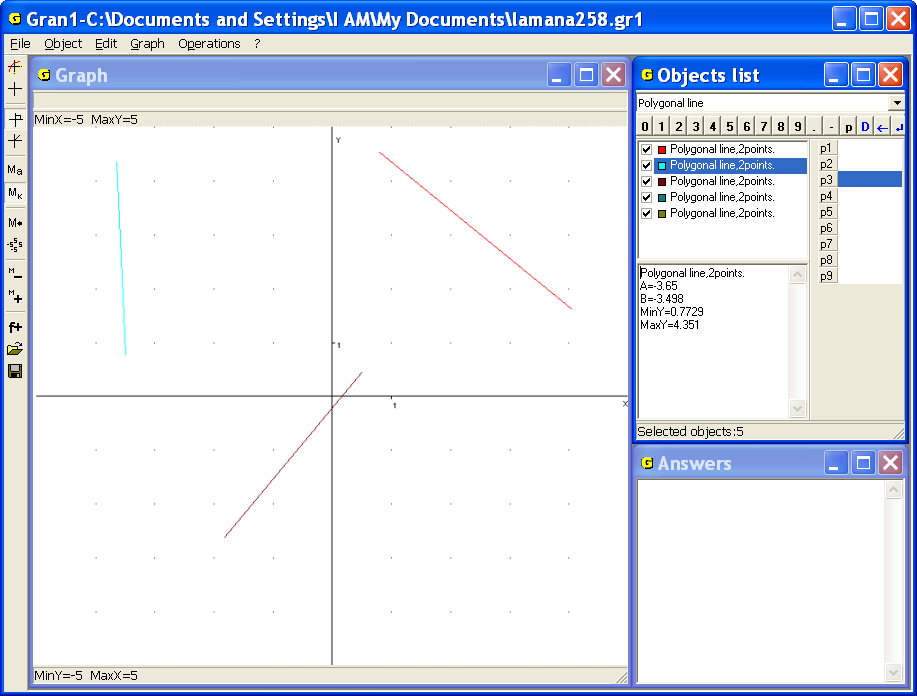 Gran1-C:\Documents and Settings\I AM\My Documents\lamana258.gr1
File Object Edit Graph Operations ?
Graph
MinX=-5 MaxY=5
Y
1
X
1
MinY=-5 MaxX=5
Ma
Mк
M*
-555
M
M+
f+
Objects list
Polygonal line
0 1 2 3 4 5 6 7 8 9 . - p D ← ↲
Polygonal line,2points.
Polygonal line,2points.
Polygonal line,2points.
Polygonal line,2points.
Polygonal line,2points.
p1
p2
p3
p4
p5
p6
p7
p8
p9
Polygonal line,2points.
A=-3.65
B=-3.498
MinY=0.7729
MaxY=4.351
Selected objects:5
Answers